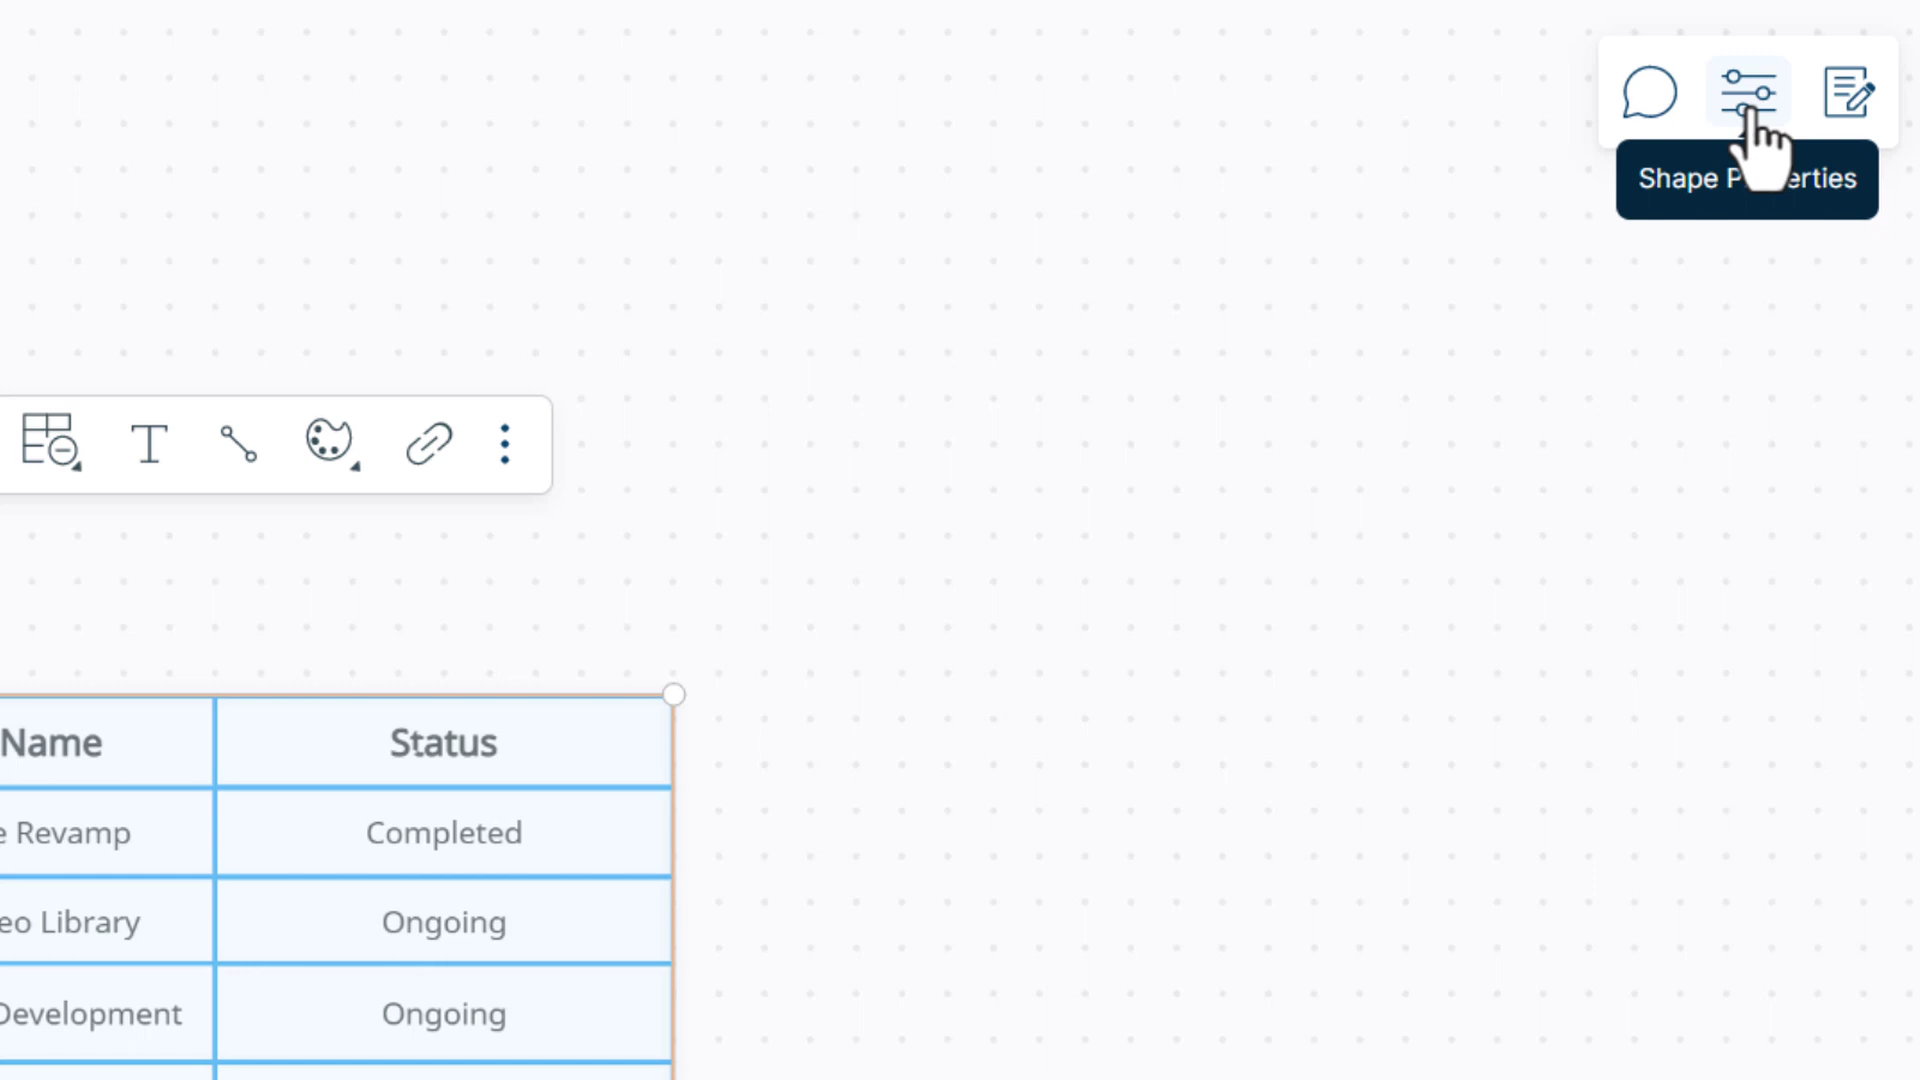 Shape P erties
T
Name Status
e Revamp Completed
eo Library Ongoing
Development Ongoing